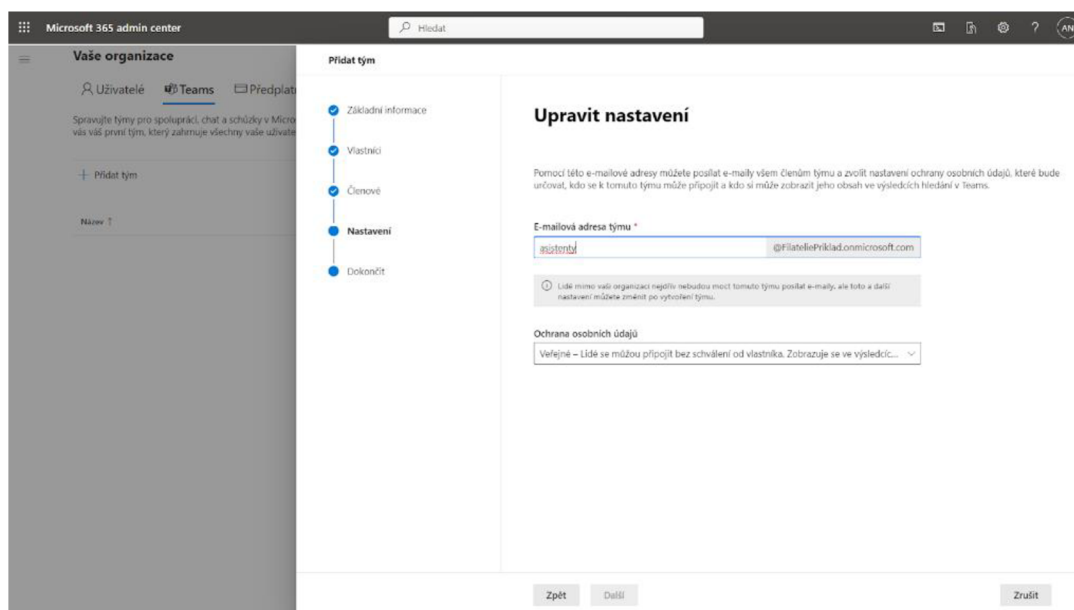 Microsoft 365 admin center
Hledat
AN
Vaše organizace
Uživatelé
Teams
Předplat
Spravujte týmy pro spolupráci, chat a schůzky v Micro
vás váš první tým, který zahrnuje všechny vaše uživate
Přidat tým
Název ↑
Přidat tým
Základní informace
Vlastníci
Členové
Nastavení
Dokončit
Upravit nastavení
Pomocí této e-mailové adresy můžete posílat e-maily všem členům týmu a zvolit nastavení ochrany osobních údajů, které bude
určovat, kdo se k tomuto týmu může připojit a kdo si může zobrazit jeho obsah ve výsledcích hledání v Teams.
E-mailová adresa týmu *
asistenty
@FilateliePriklad.onmicrosoft.com
Lidé mimo vaši organizaci nejdřív nebudou moct tomuto týmu posílat e-maily, ale toto a další
nastavení můžete změnit po vytvoření týmu.
Ochrana osobních údajů
Veřejné – Lidé se můžou připojit bez schválení od vlastníka. Zobrazuje se ve výsledcíc...
Zpět
Další
Zrušit